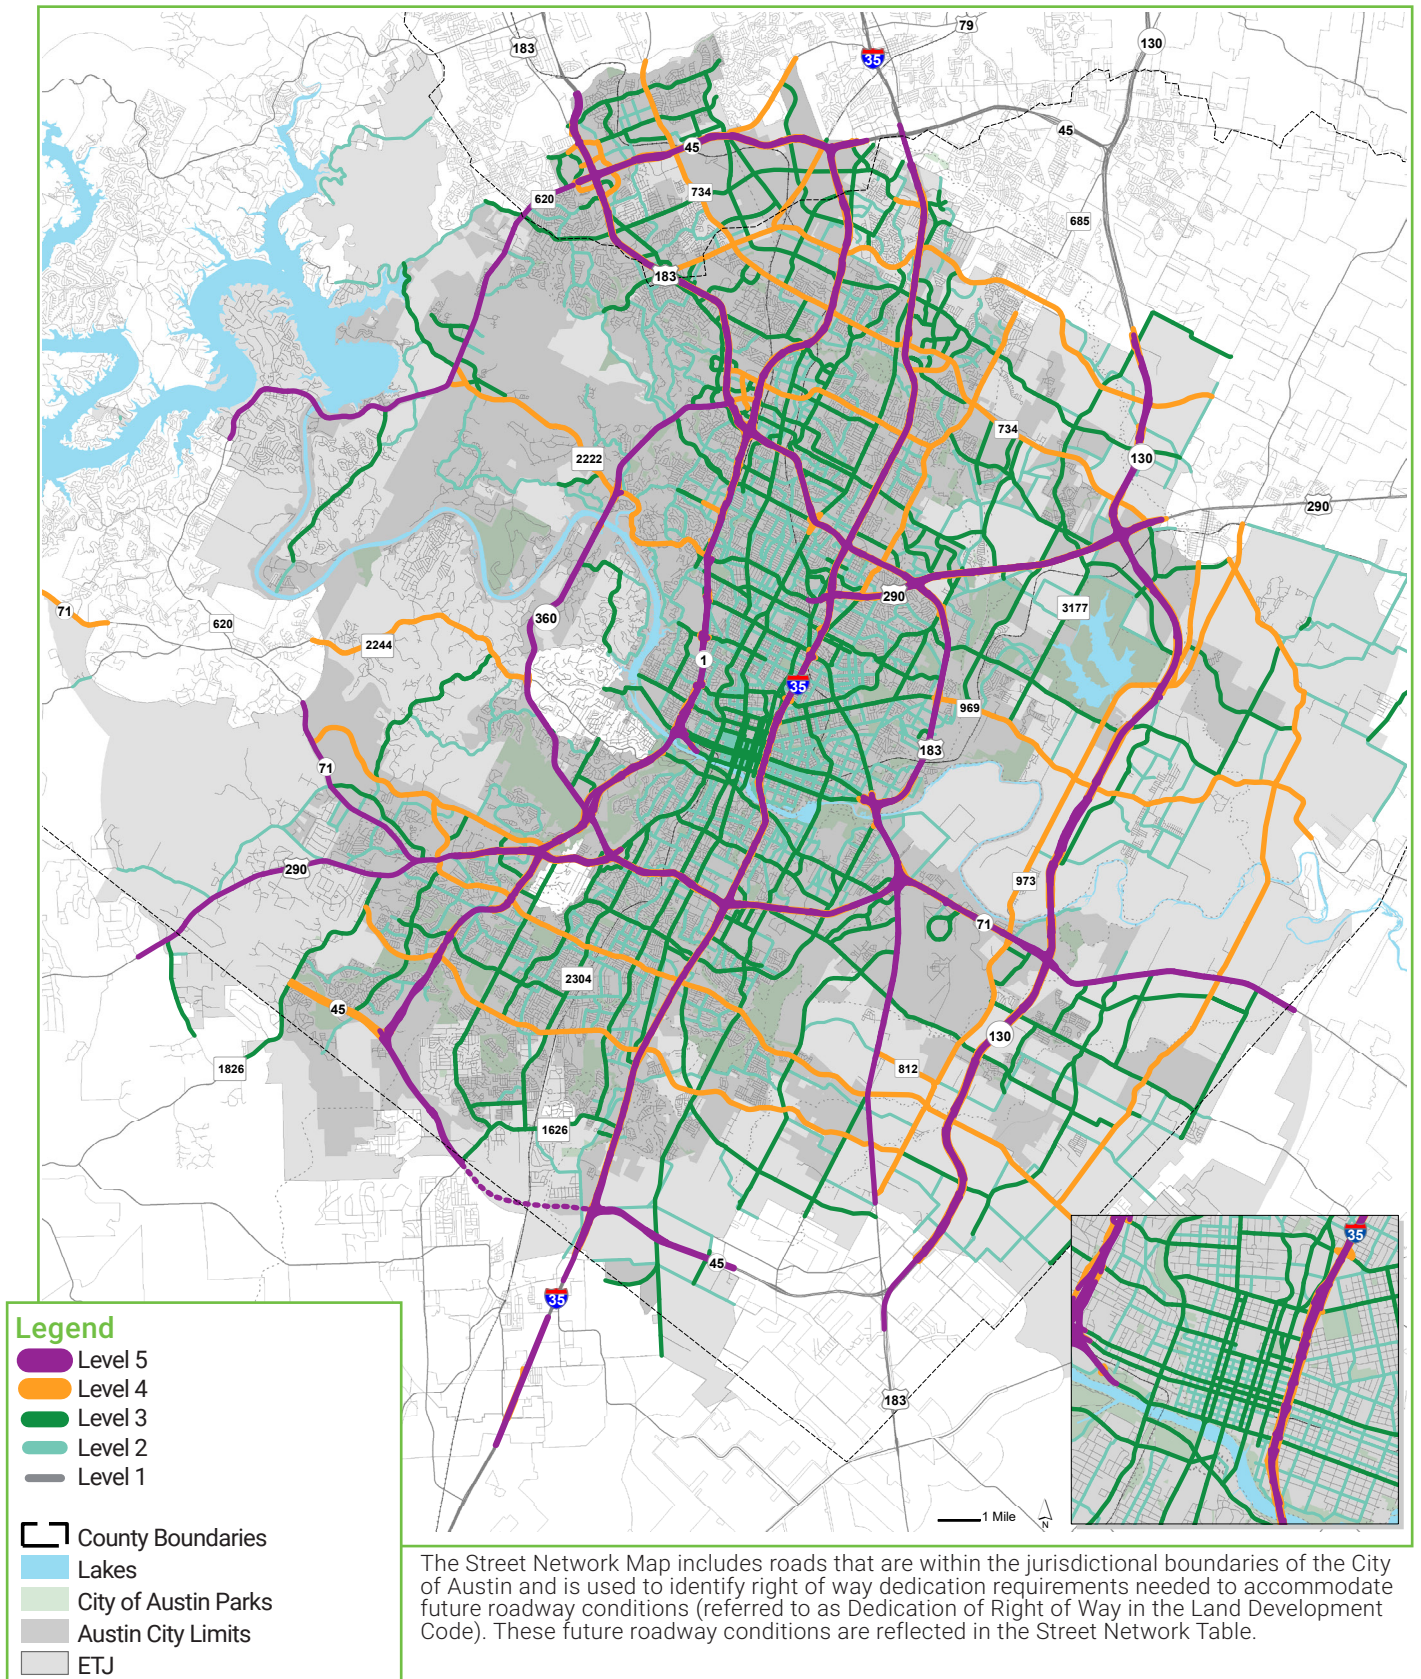 79
183
35
130
45
45
620
734
685
183
2222
734
130
290
290
71
620
2244
360
3177
1
35
969
183
71
290
973
71
2304
45
130
812
1826
1626
45
35
183
35
1 Mile
N
Legend
Level 5
Level 4
Level 3
Level 2
Level 1
County Boundaries
Lakes
City of Austin Parks
Austin City Limits
ETJ
The Street Network Map includes roads that are within the jurisdictional boundaries of the City
of Austin and is used to identify right of way dedication requirements needed to accommodate
future roadway conditions (referred to as Dedication of Right of Way in the Land Development
Code). These future roadway conditions are reflected in the Street Network Table.